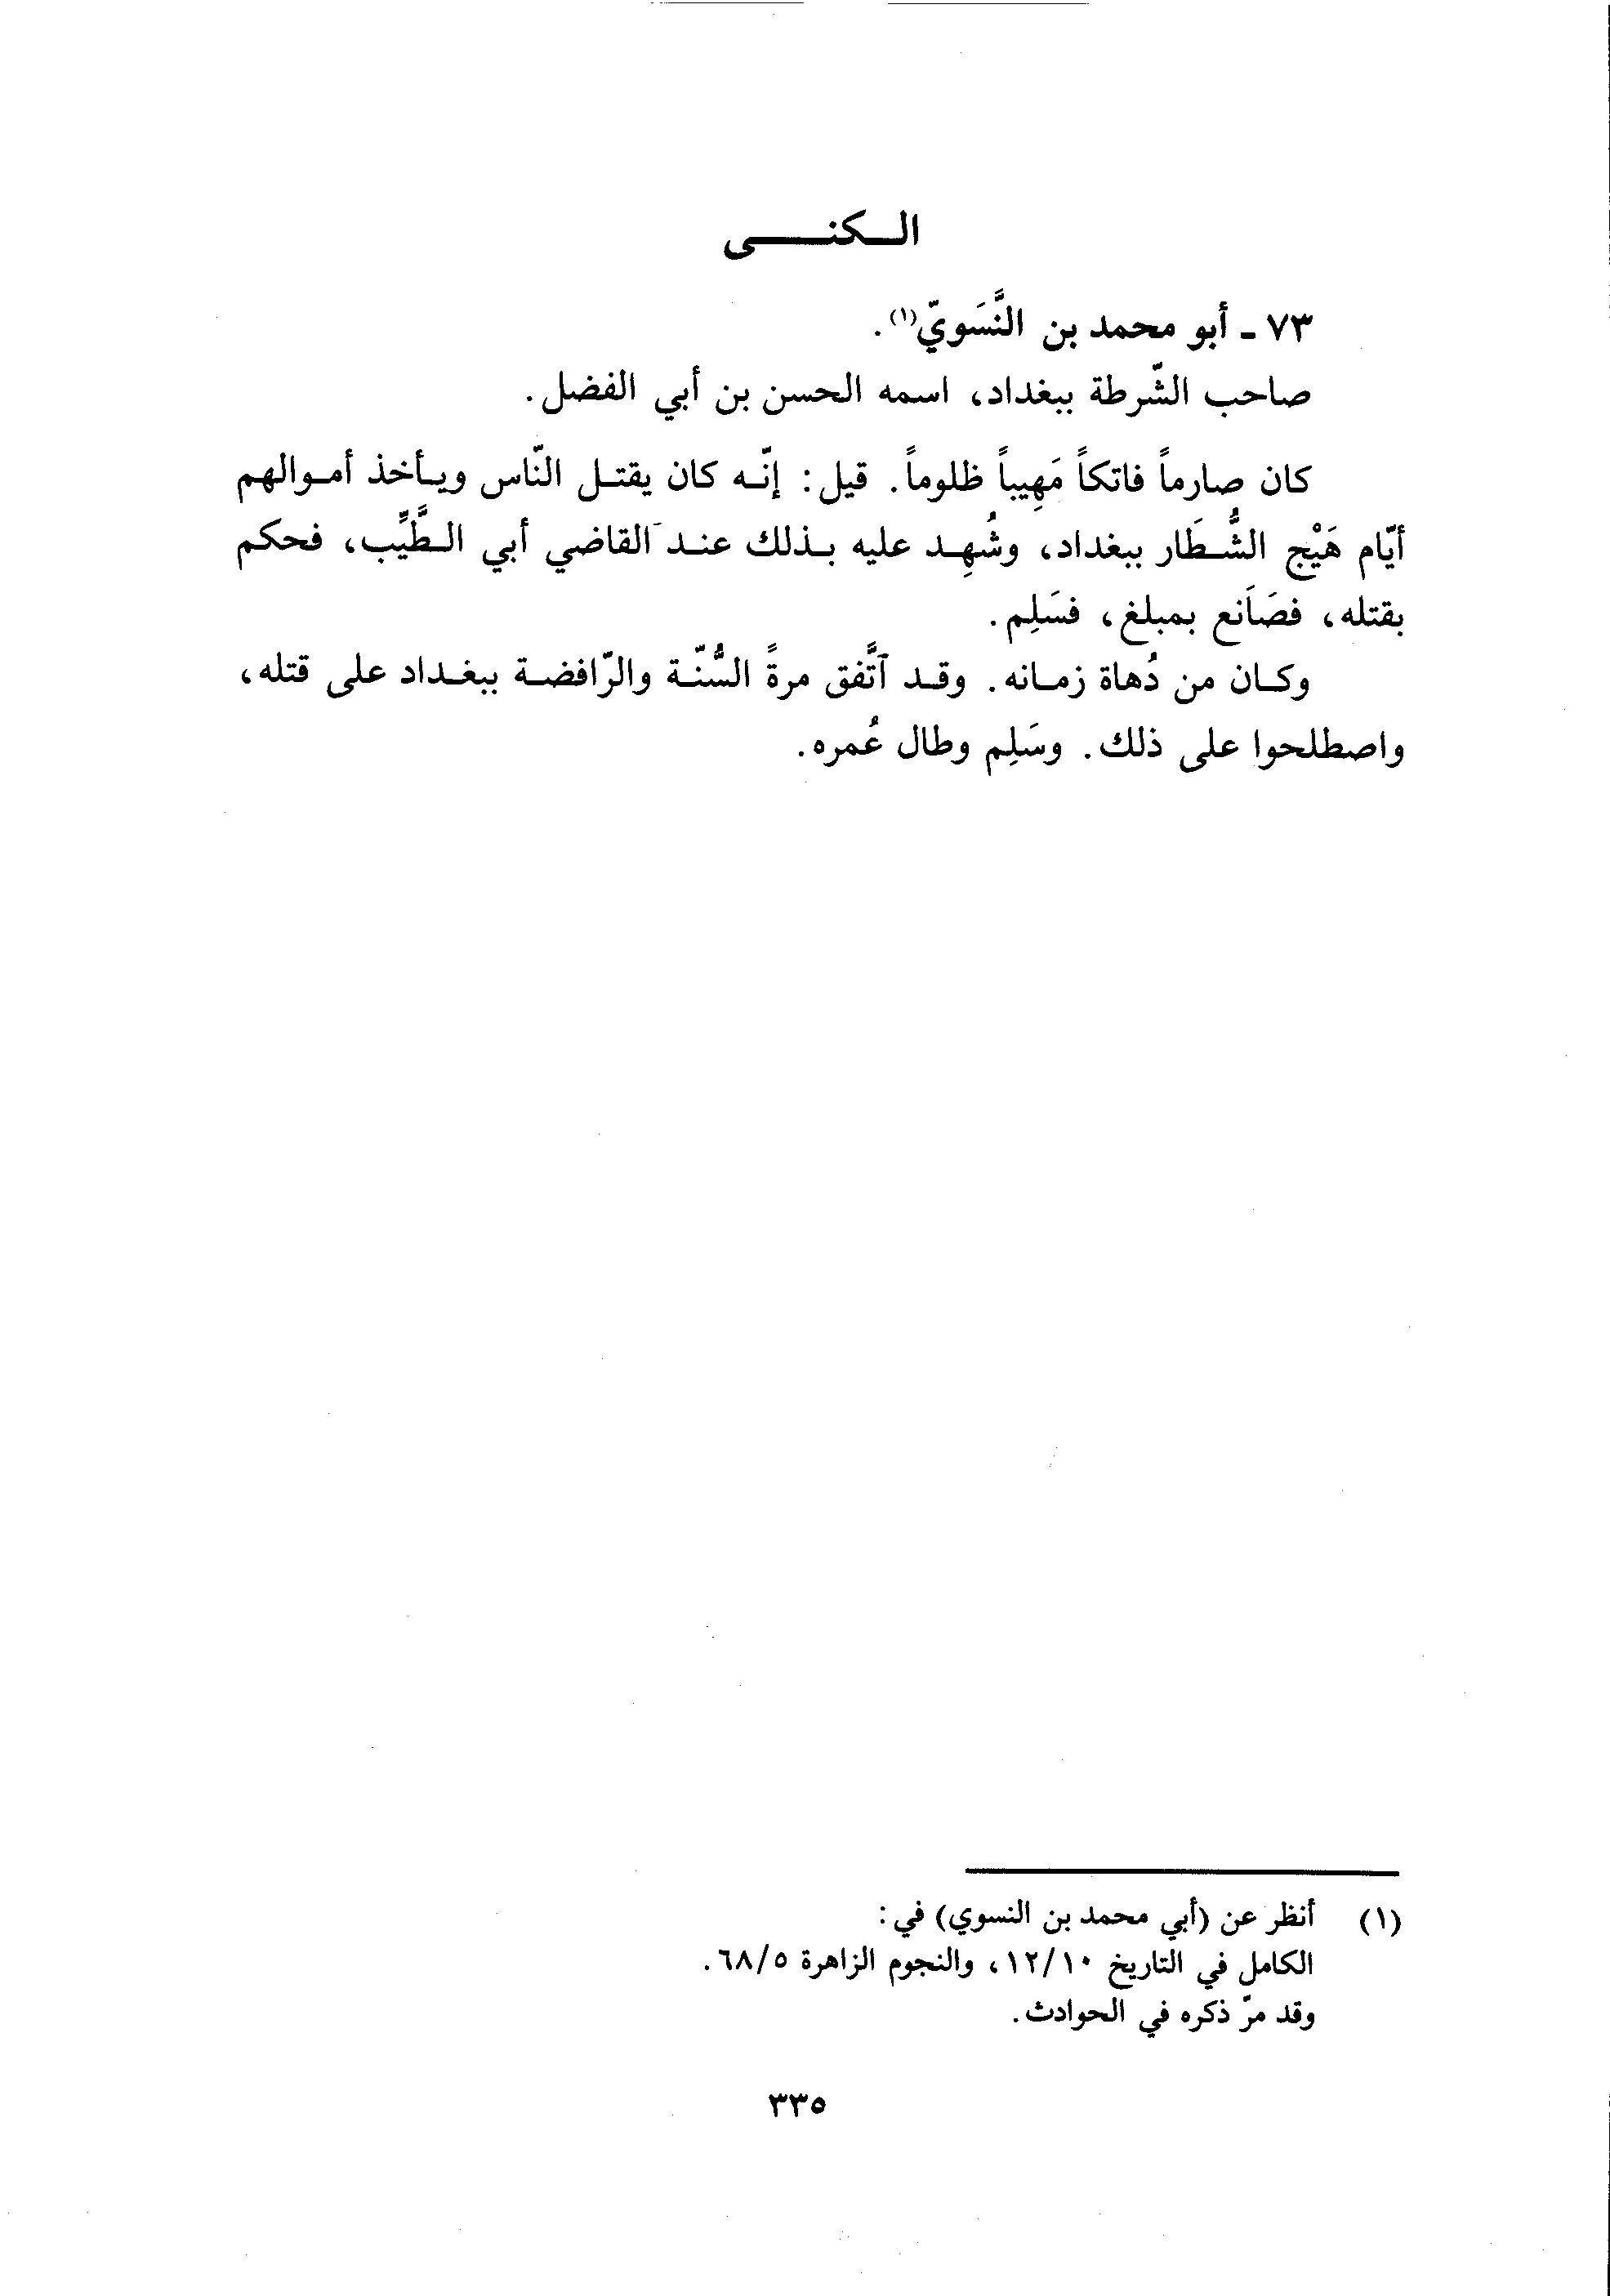 الكنى
٧٣ - أبو محمد بن النَّسَويّ(١).
صاحب الشّرطة ببغداد، اسمه الحسن بن أبي الفضل.
كان صارماً فاتكاً مَهِيباً ظلوماً. قيل: إنّه كان يقتل النّاس ويأخذ أموالهم
أيّام هَيْج الشُّطَار ببغداد، وشُهِد عليه بذلك عند القاضي أبي الطَّيِّب، فحكم
بقتله، فصَانَع بمبلغ، فسَلِم.
وكان من دُهاة زمانه. وقد اتَّفق مرةً السُّنّة والرّافضة ببغداد على قتله،
واصطلحوا على ذلك. وسَلِم وطال عُمره.
(١) أنظر عن (أبي محمد بن النسوي) في:
الكامل في التاريخ ١٢/١٠، والنجوم الزاهرة ٦٨/٥.
وقد مرّ ذكره في الحوادث.
٣٣٥